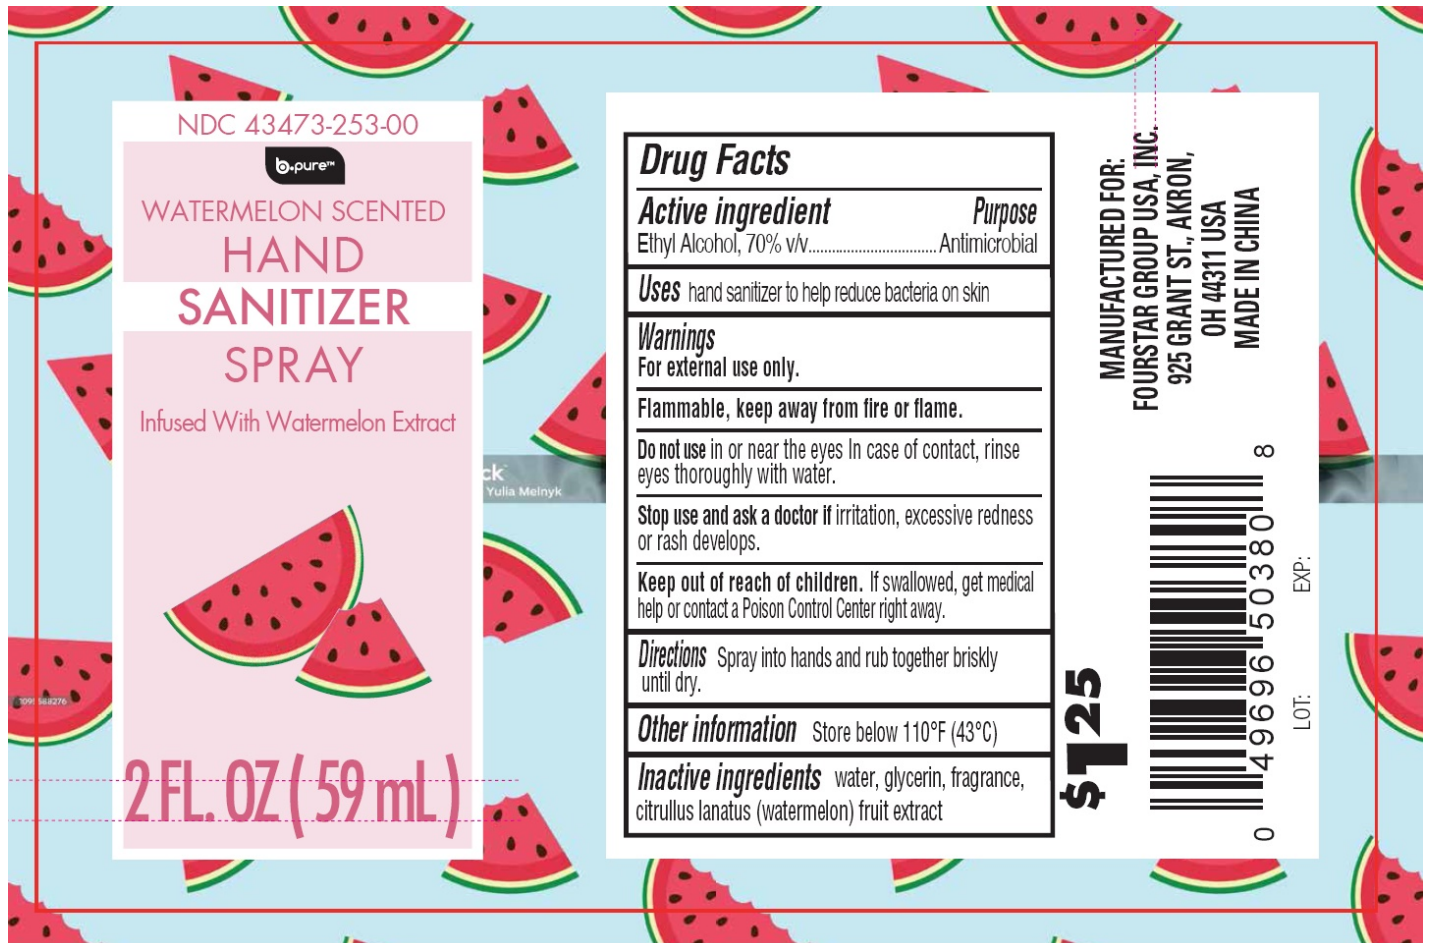 NDC 43473-253-00
b.pure™
WATERMELON SCENTED
HAND
SANITIZER
SPRAY
Infused With Watermelon Extract
2 FL. OZ ( 59 mL )
ck™
Yulia Melnyk
Drug Facts
Active ingredient Purpose
Ethyl Alcohol, 70% v/v................................. Antimicrobial
Uses hand sanitizer to help reduce bacteria on skin
Warnings
For external use only.
Flammable, keep away from fire or flame.
Do not use in or near the eyes In case of contact, rinse
eyes thoroughly with water.
Stop use and ask a doctor if irritation, excessive redness
or rash develops.
Keep out of reach of children. If swallowed, get medical
help or contact a Poison Control Center right away.
Directions Spray into hands and rub together briskly
until dry.
Other information Store below 110°F (43°C)
Inactive ingredients water, glycerin, fragrance,
citrullus lanatus (watermelon) fruit extract
MANUFACTURED FOR:
FOURSTAR GROUP USA, INC.
925 GRANT ST., AKRON,
OH 44311 USA
MADE IN CHINA
$1.25
0 49696 50380 8
LOT: EXP: